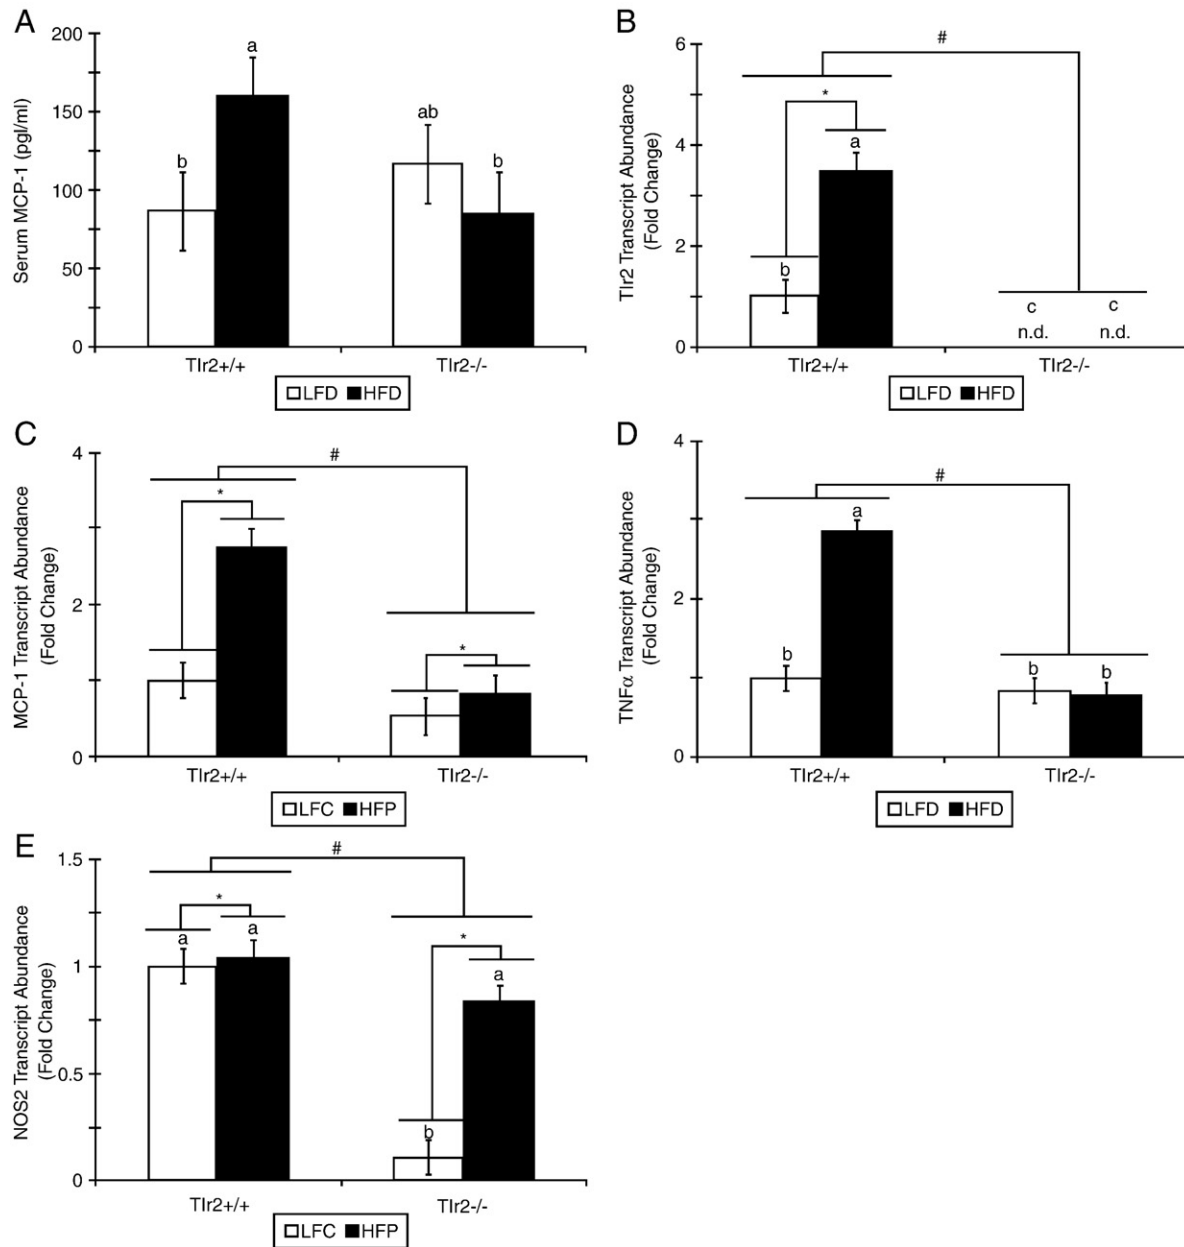 A
Serum MCP-1 (pgl/ml)
200
150
100
50
0
a
b
ab
b
Tlr2+/+
Tlr2-/-
LFD HFD
B
Tlr2 Transcript Abundance
(Fold Change)
6
4
2
0
#
*
a
b
c
c
n.d.
n.d.
Tlr2+/+
Tlr2-/-
LFD HFD
C
MCP-1 Transcript Abundance
(Fold Change)
4
2
0
#
*
*
Tlr2+/+
Tlr2-/-
LFC HFP
D
TNFα Transcript Abundance
(Fold Change)
4
2
0
#
a
b
b
b
Tlr2+/+
Tlr2-/-
LFD HFD
E
NOS2 Transcript Abundance
(Fold Change)
1.5
1
0.5
0
#
*
a
a
*
a
b
Tlr2+/+
Tlr2-/-
LFC HFP